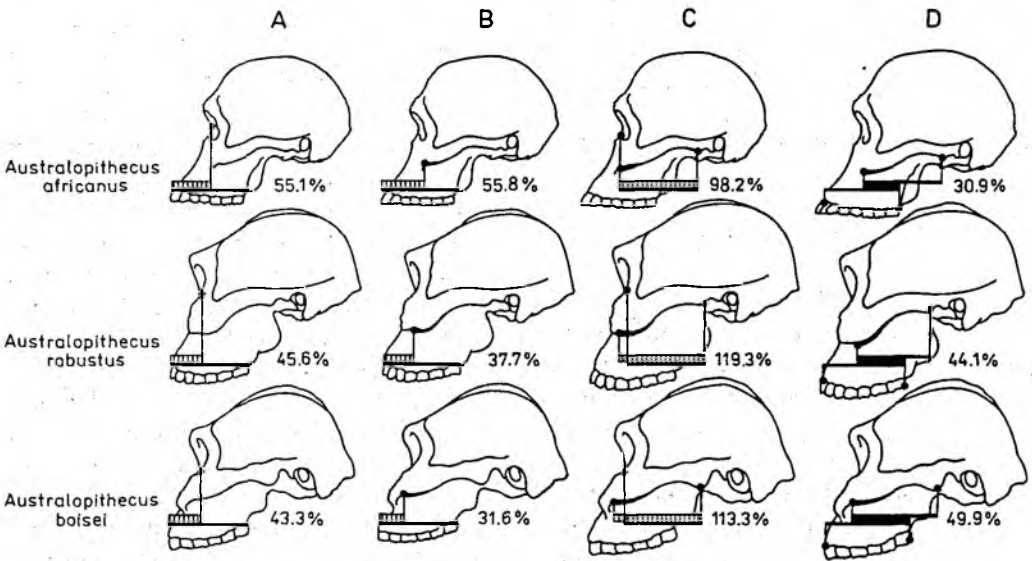 A B C D
Australopithecus
africanus
55.1% 55.8% 98.2% 30.9%
Australopithecus
robustus
45.6% 37.7% 119.3% 44.1%
Australopithecus
boisei
43.3% 31.6% 113.3% 49.9%